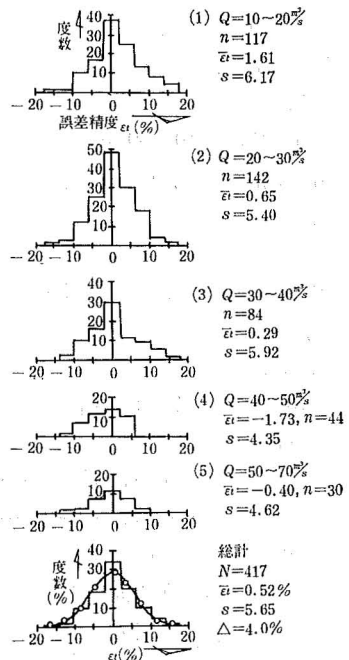 40 (1) Q=10~20m³/s
度数 30 n=117
20 ε̄ι=1.61
10 s=6.17
-20 -10 0 10 20
誤差精度 ει(%)
50 (2) Q=20~30m³/s
40 n=142
30 ε̄ι=0.65
20 s=5.40
10
-20 -10 0 10 20
40 (3) Q=30~40m³/s
30 n=84
20 ε̄ι=0.29
10 s=5.92
-20 -10 0 10 20
(4) Q=40~50m³/s
20 ε̄ι=-1.73, n=44
10 s=4.35
-20 -10 0 10 20
(5) Q=50~70m³/s
20 ε̄ι=-0.40, n=30
10 s=4.62
-20 -10 0 10 20
総計
度数(%) 40 N=417
30 ε̄ι=0.52%
20 s=5.65
10 △=4.0%
-20 -10 0 10 20
ει(%)